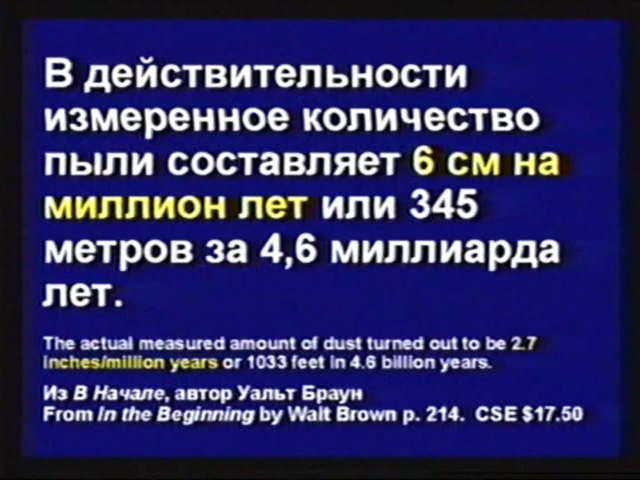 В действительности
измеренное количество
пыли составляет 6 см на
миллион лет или 345
метров за 4,6 миллиарда
лет.
The actual measured amount of dust turned out to be 2.7
inches/million years or 1033 feet in 4.6 billion years.
Из В Начале, автор Уальт Браун
From In the Beginning by Walt Brown p. 214. CSE $17.50